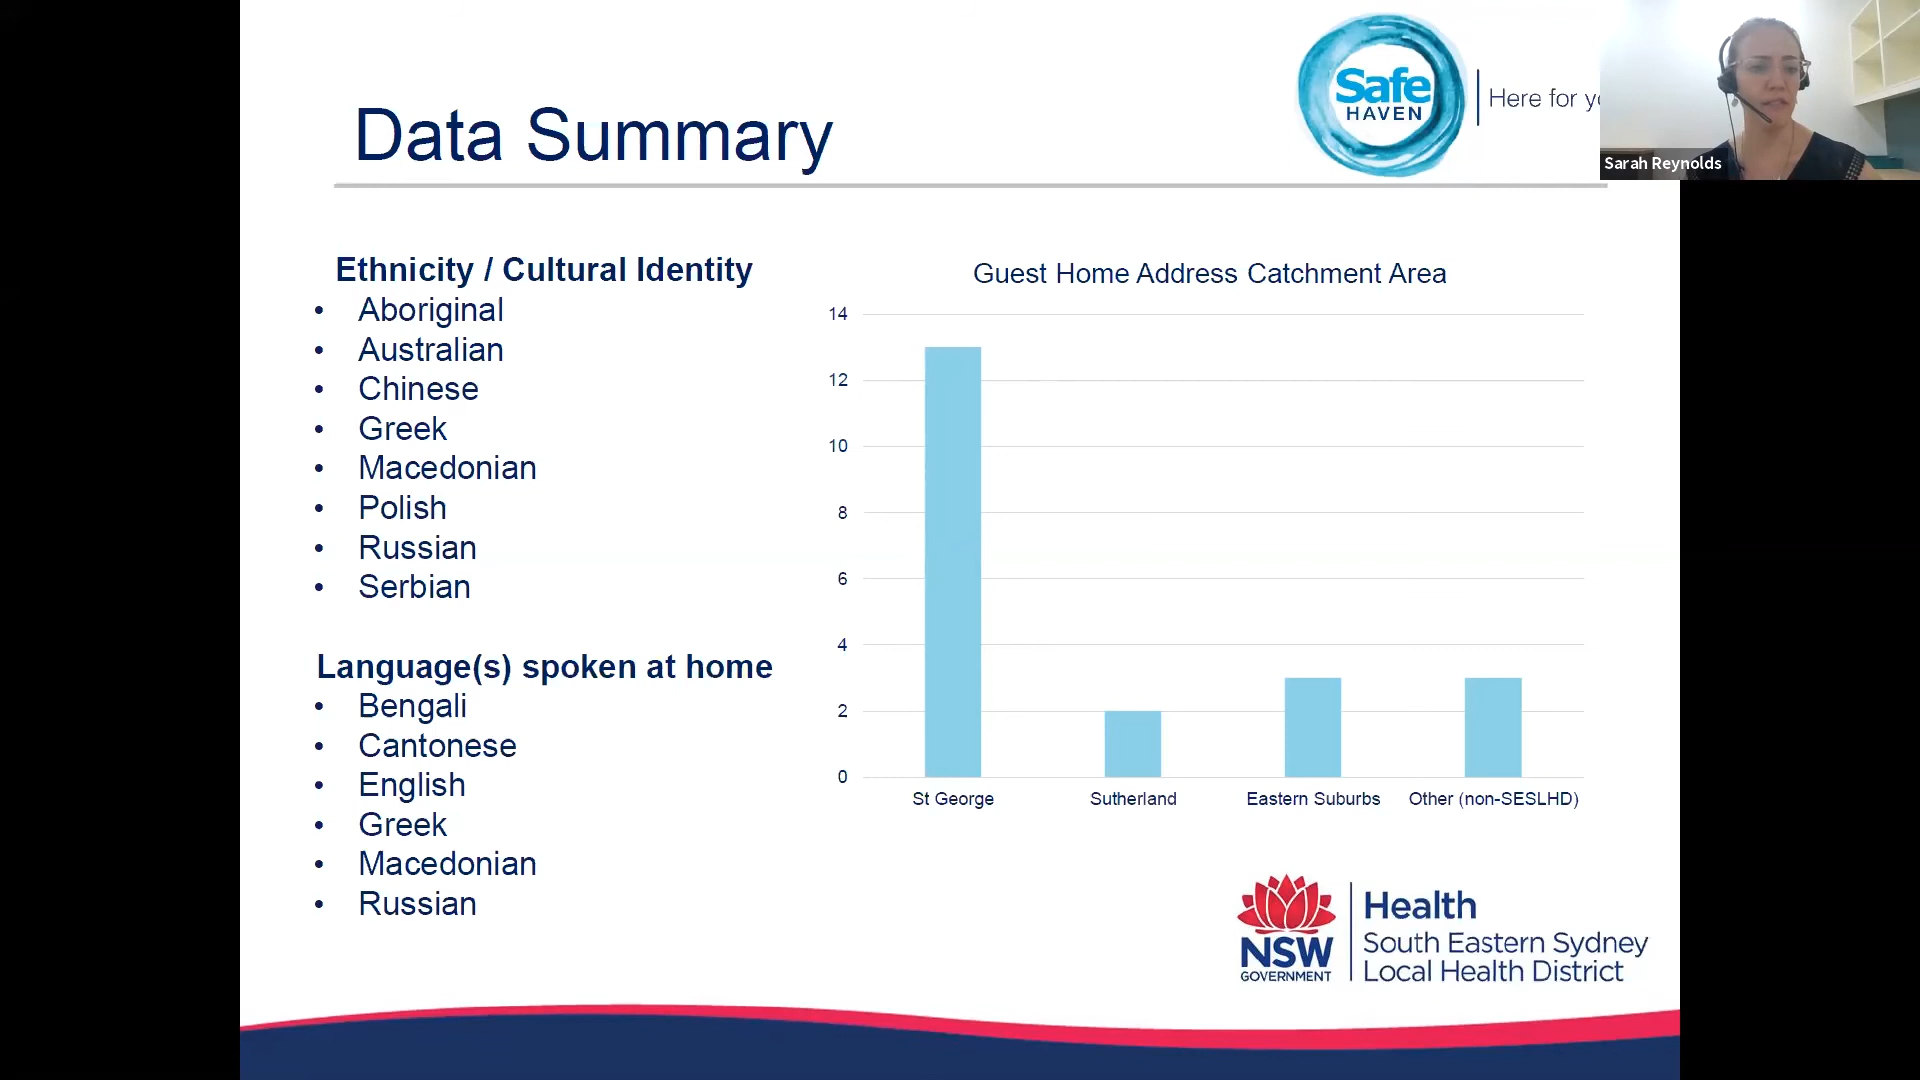 Data Summary
Safe
HAVEN
Here for
Sarah Reynolds
Ethnicity / Cultural Identity
• Aboriginal
• Australian
• Chinese
• Greek
• Macedonian
• Polish
• Russian
• Serbian
Language(s) spoken at home
• Bengali
• Cantonese
• English
• Greek
• Macedonian
• Russian
Guest Home Address Catchment Area
14
12
10
8
6
4
2
0
St George Sutherland Eastern Suburbs Other (non-SESLHD)
NSW
GOVERNMENT
Health
South Eastern Sydney
Local Health District